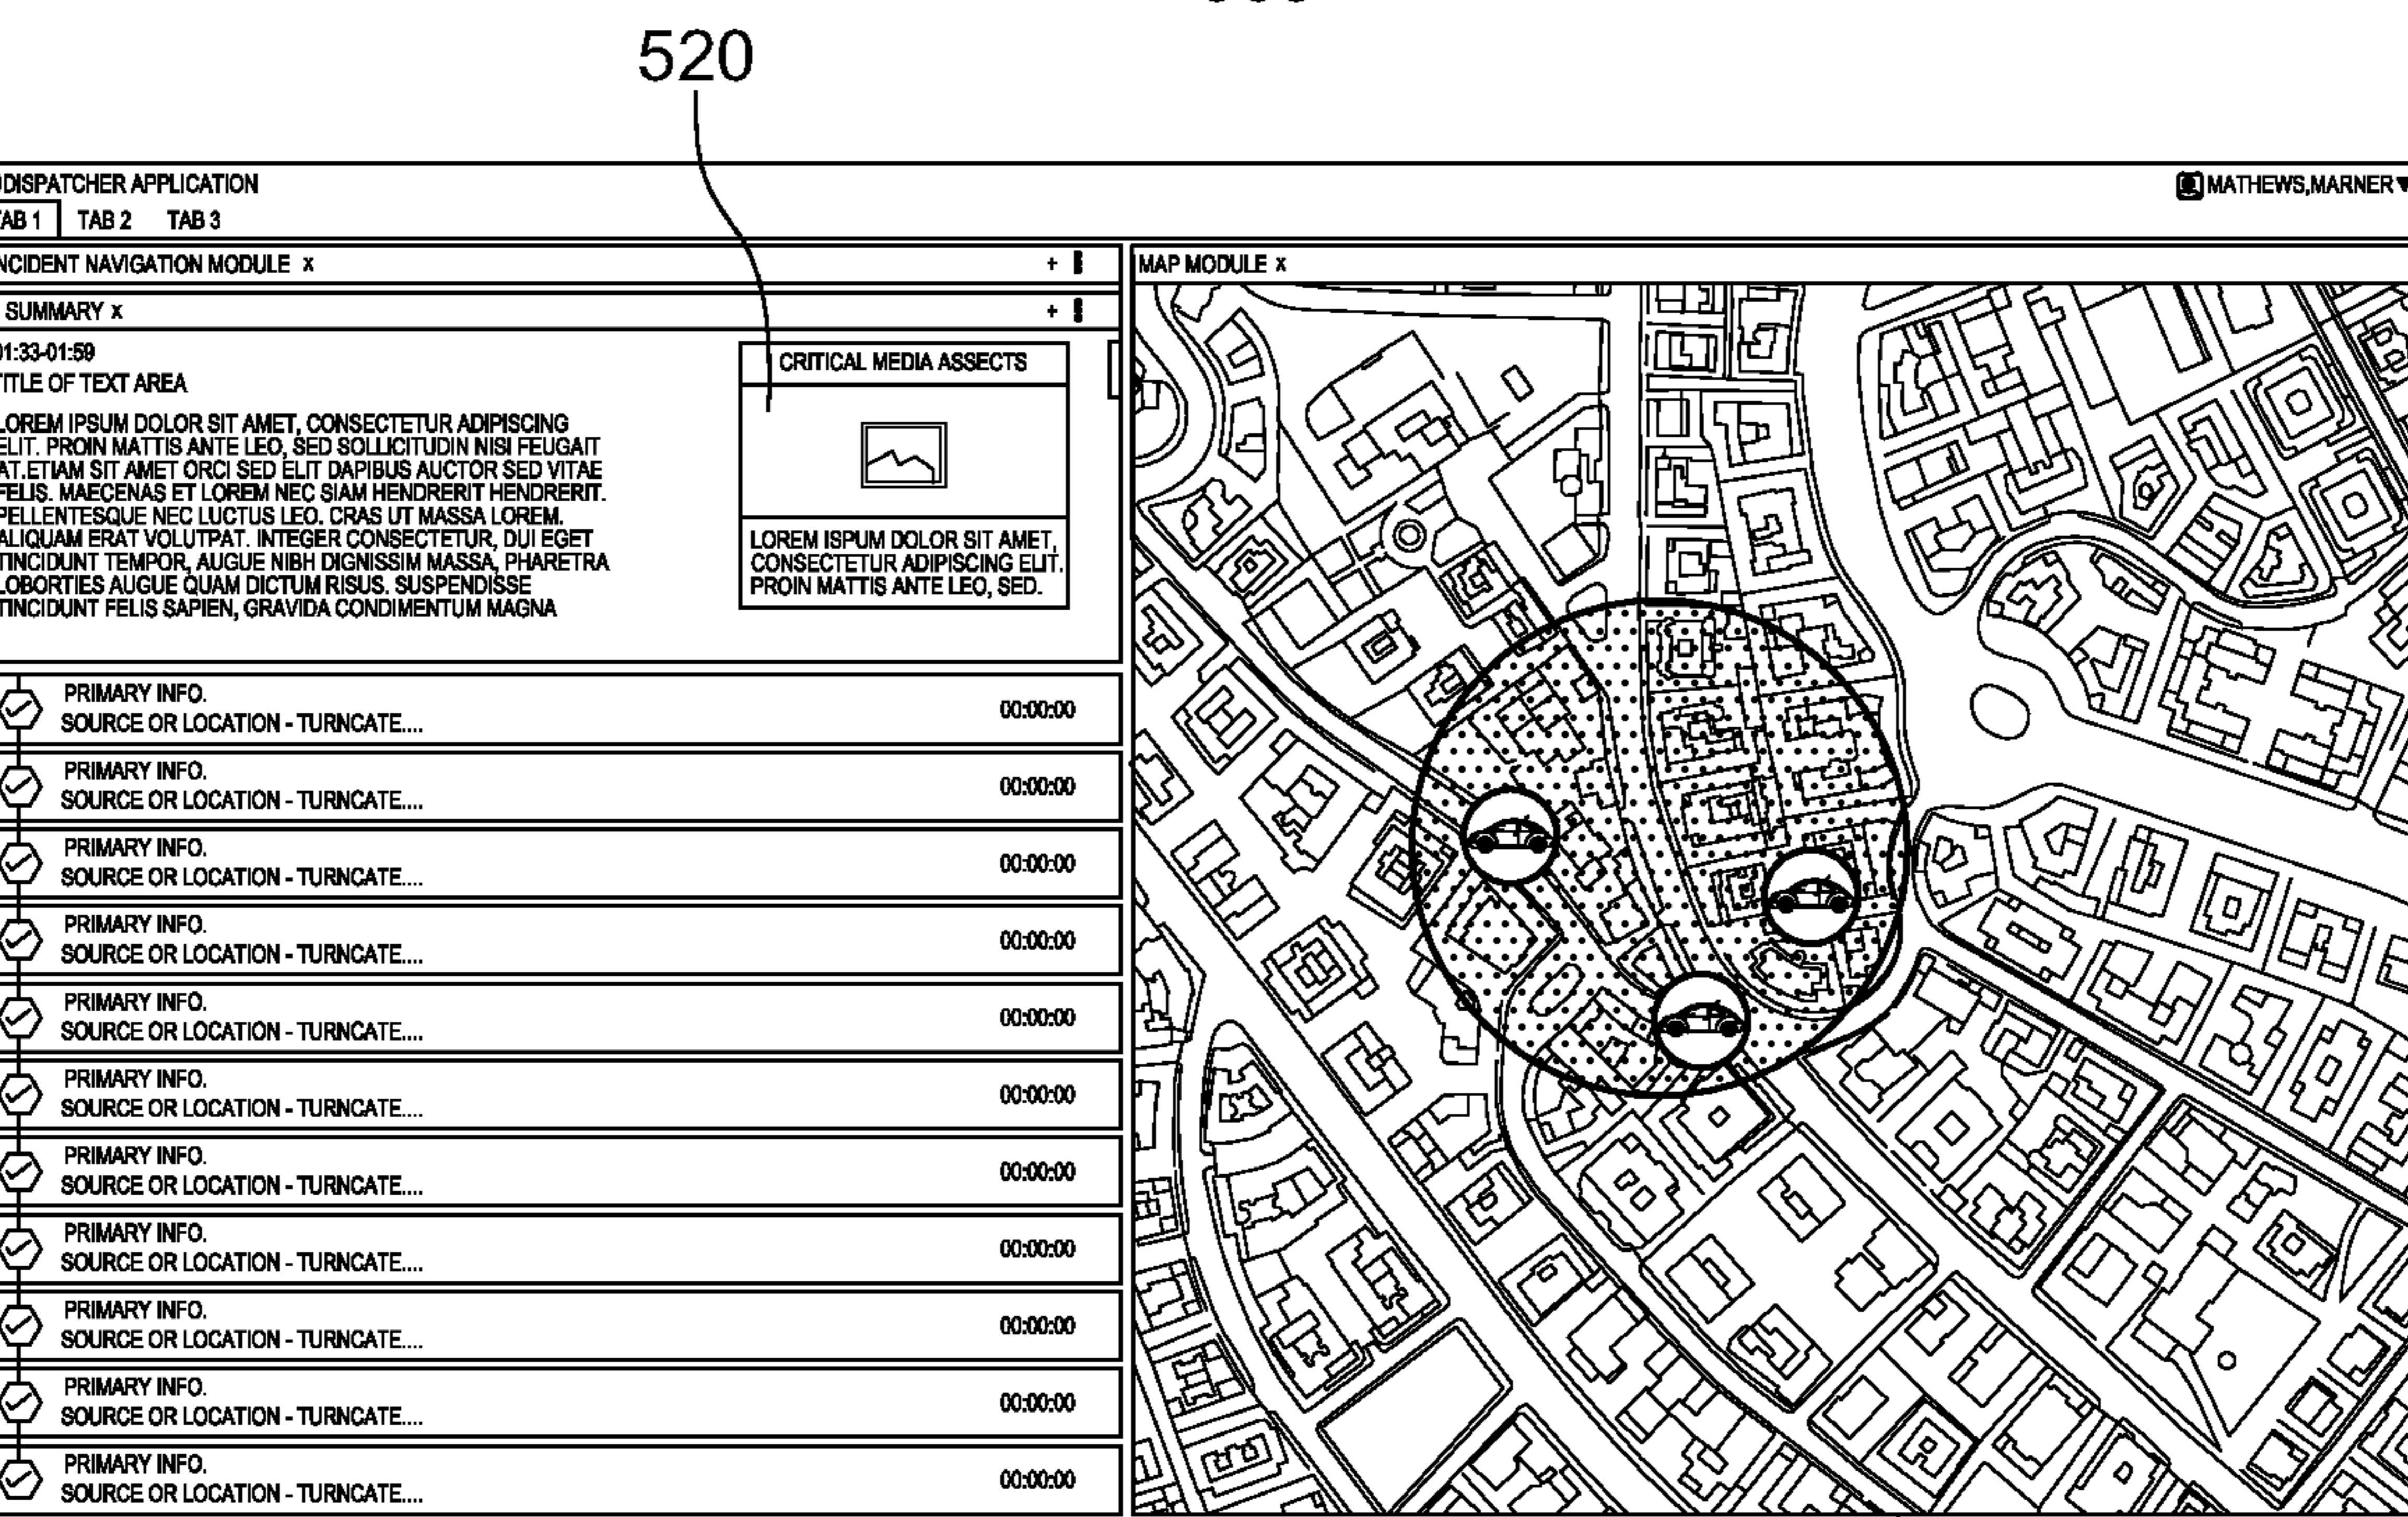 520
DISPATCHER APPLICATION
MATHEWS,MARNER
TAB 1 TAB 2 TAB 3
NCIDENT NAVIGATION MODULE x +
MAP MODULE x
SUMMARY x +
01:33-01:59
TITLE OF TEXT AREA
LOREM IPSUM DOLOR SIT AMET, CONSECTETUR ADIPISCING
ELIT. PROIN MATTIS ANTE LEO, SED SOLLICITUDIN NISI FEUGAIT
AT.ETIAM SIT AMET ORCI SED ELIT DAPIBUS AUCTOR SED VITAE
FELIS. MAECENAS ET LOREM NEC SIAM HENDRERIT HENDRERIT.
PELLENTESQUE NEC LUCTUS LEO. CRAS UT MASSA LOREM.
ALIQUAM ERAT VOLUTPAT. INTEGER CONSECTETUR, DUI EGET
TINCIDUNT TEMPOR, AUGUE NIBH DIGNISSIM MASSA, PHARETRA
LOBORTIES AUGUE QUAM DICTUM RISUS. SUSPENDISSE
TINCIDUNT FELIS SAPIEN, GRAVIDA CONDIMENTUM MAGNA
CRITICAL MEDIA ASSECTS
LOREM ISPUM DOLOR SIT AMET,
CONSECTETUR ADIPISCING ELIT.
PROIN MATTIS ANTE LEO, SED.
PRIMARY INFO.
SOURCE OR LOCATION - TURNCATE.... 00:00:00
PRIMARY INFO.
SOURCE OR LOCATION - TURNCATE.... 00:00:00
PRIMARY INFO.
SOURCE OR LOCATION - TURNCATE.... 00:00:00
PRIMARY INFO.
SOURCE OR LOCATION - TURNCATE.... 00:00:00
PRIMARY INFO.
SOURCE OR LOCATION - TURNCATE.... 00:00:00
PRIMARY INFO.
SOURCE OR LOCATION - TURNCATE.... 00:00:00
PRIMARY INFO.
SOURCE OR LOCATION - TURNCATE.... 00:00:00
PRIMARY INFO.
SOURCE OR LOCATION - TURNCATE.... 00:00:00
PRIMARY INFO.
SOURCE OR LOCATION - TURNCATE.... 00:00:00
PRIMARY INFO.
SOURCE OR LOCATION - TURNCATE.... 00:00:00
PRIMARY INFO.
SOURCE OR LOCATION - TURNCATE.... 00:00:00